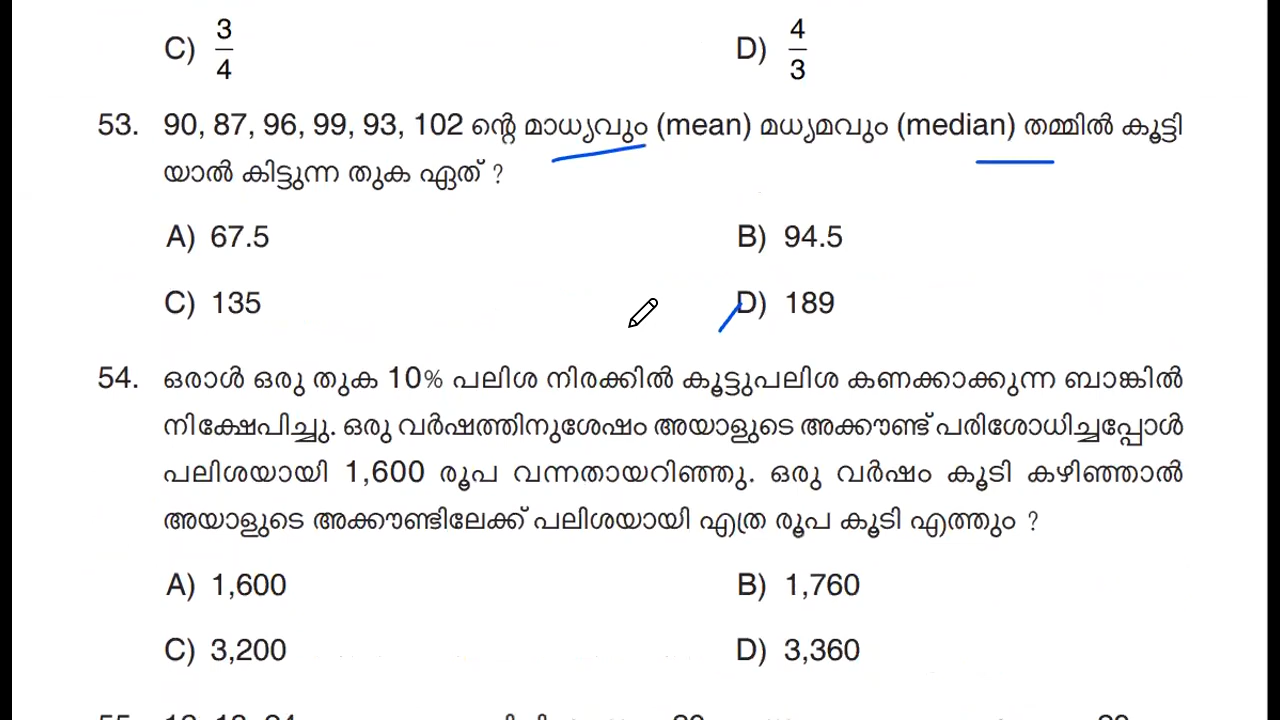 C) 3/4 D) 4/3
53. 90, 87, 96, 99, 93, 102 ന്റെ മാധ്യവും (mean) മധ്യമവും (median) തമ്മിൽ കൂട്ടി
യാൽ കിട്ടുന്ന തുക ഏത് ?
A) 67.5 B) 94.5
C) 135 D) 189
54. ഒരാൾ ഒരു തുക 10% പലിശ നിരക്കിൽ കൂട്ടുപലിശ കണക്കാക്കുന്ന ബാങ്കിൽ
നിക്ഷേപിച്ചു. ഒരു വർഷത്തിനുശേഷം അയാളുടെ അക്കൗണ്ട് പരിശോധിച്ചപ്പോൾ
പലിശയായി 1,600 രൂപ വന്നതായറിഞ്ഞു. ഒരു വർഷം കൂടി കഴിഞ്ഞാൽ
അയാളുടെ അക്കൗണ്ടിലേക്ക് പലിശയായി എത്ര രൂപ കൂടി എത്തും ?
A) 1,600 B) 1,760
C) 3,200 D) 3,360